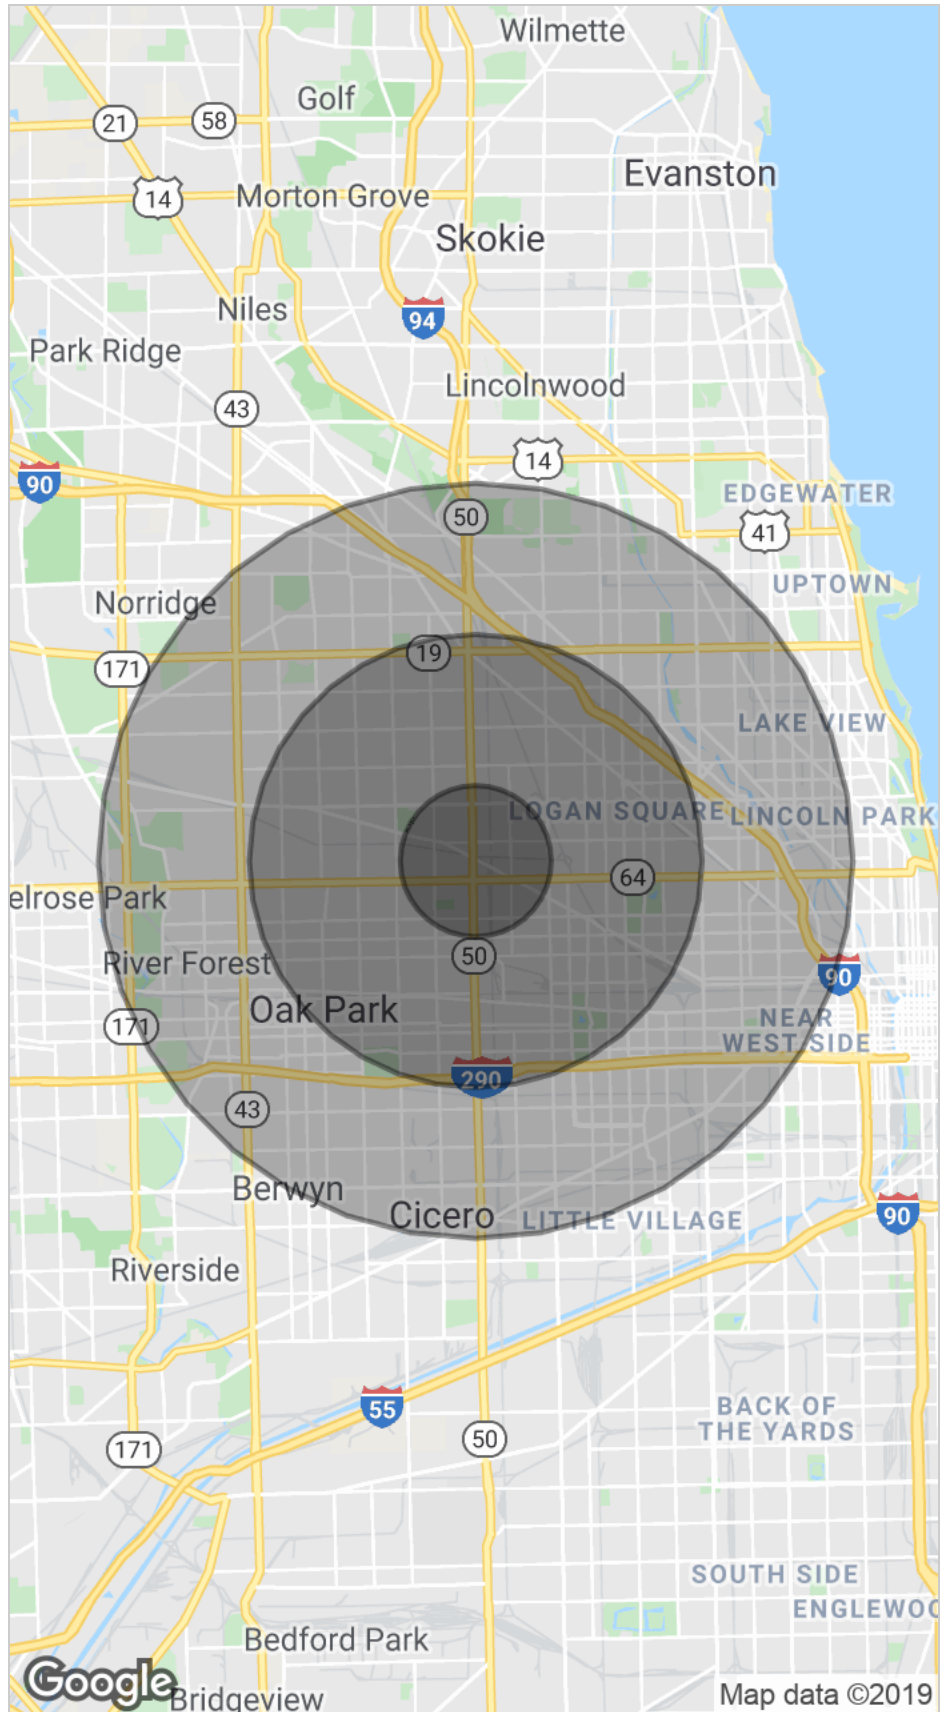 Wilmette
Golf
21
58
Evanston
14
Morton Grove
Skokie
Niles
94
Park Ridge
Lincolnwood
43
14
90
EDGEWATER
50
41
UPTOWN
Norridge
19
171
LAKE VIEW
LOGAN SQUARE
LINCOLN PARK
64
elrose Park
50
River Forest
90
Oak Park
NEAR
WEST SIDE
171
290
43
Berwyn
Cicero
LITTLE VILLAGE
90
Riverside
55
BACK OF
THE YARDS
171
50
SOUTH SIDE
ENGLEWOO
Bedford Park
Google
Bridgeview
Map data ©2019